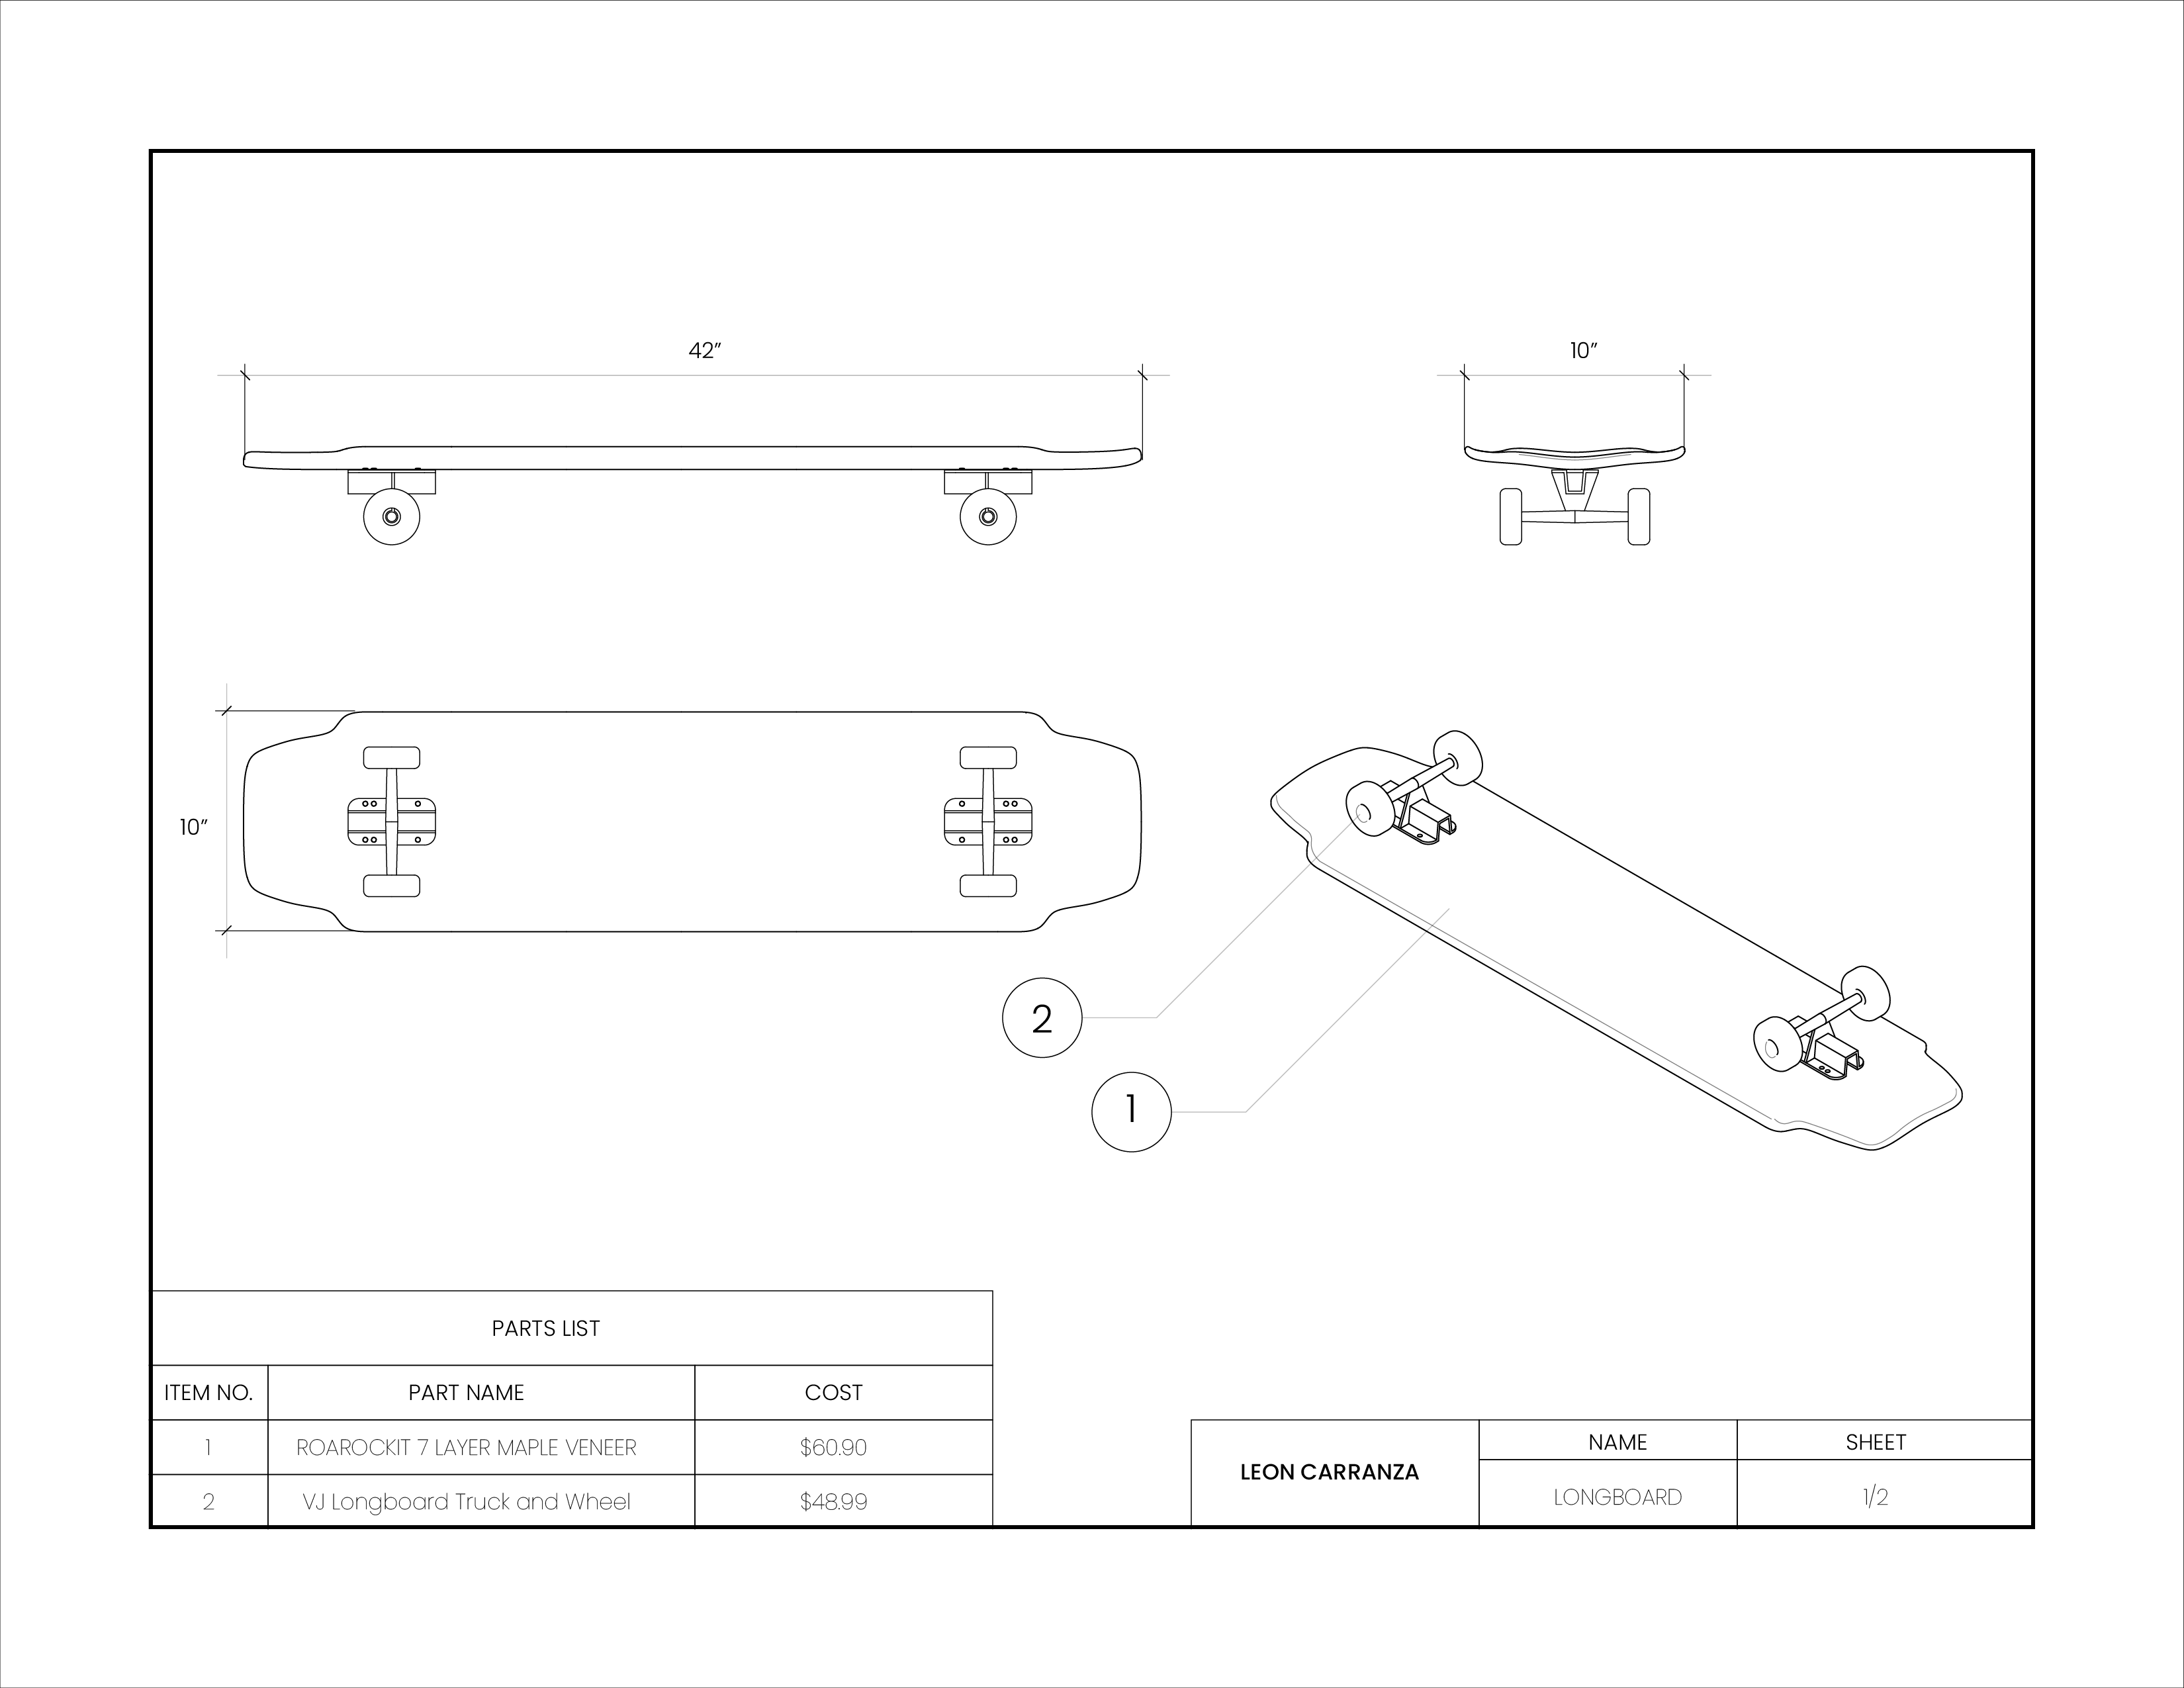 42”
10”
10”
2
1
PARTS LIST
ITEM NO. PART NAME COST
1 ROAROCKIT 7 LAYER MAPLE VENEER $60.90
2 VJ Longboard Truck and Wheel $48.99
LEON CARRANZA
NAME SHEET
LONGBOARD 1/2